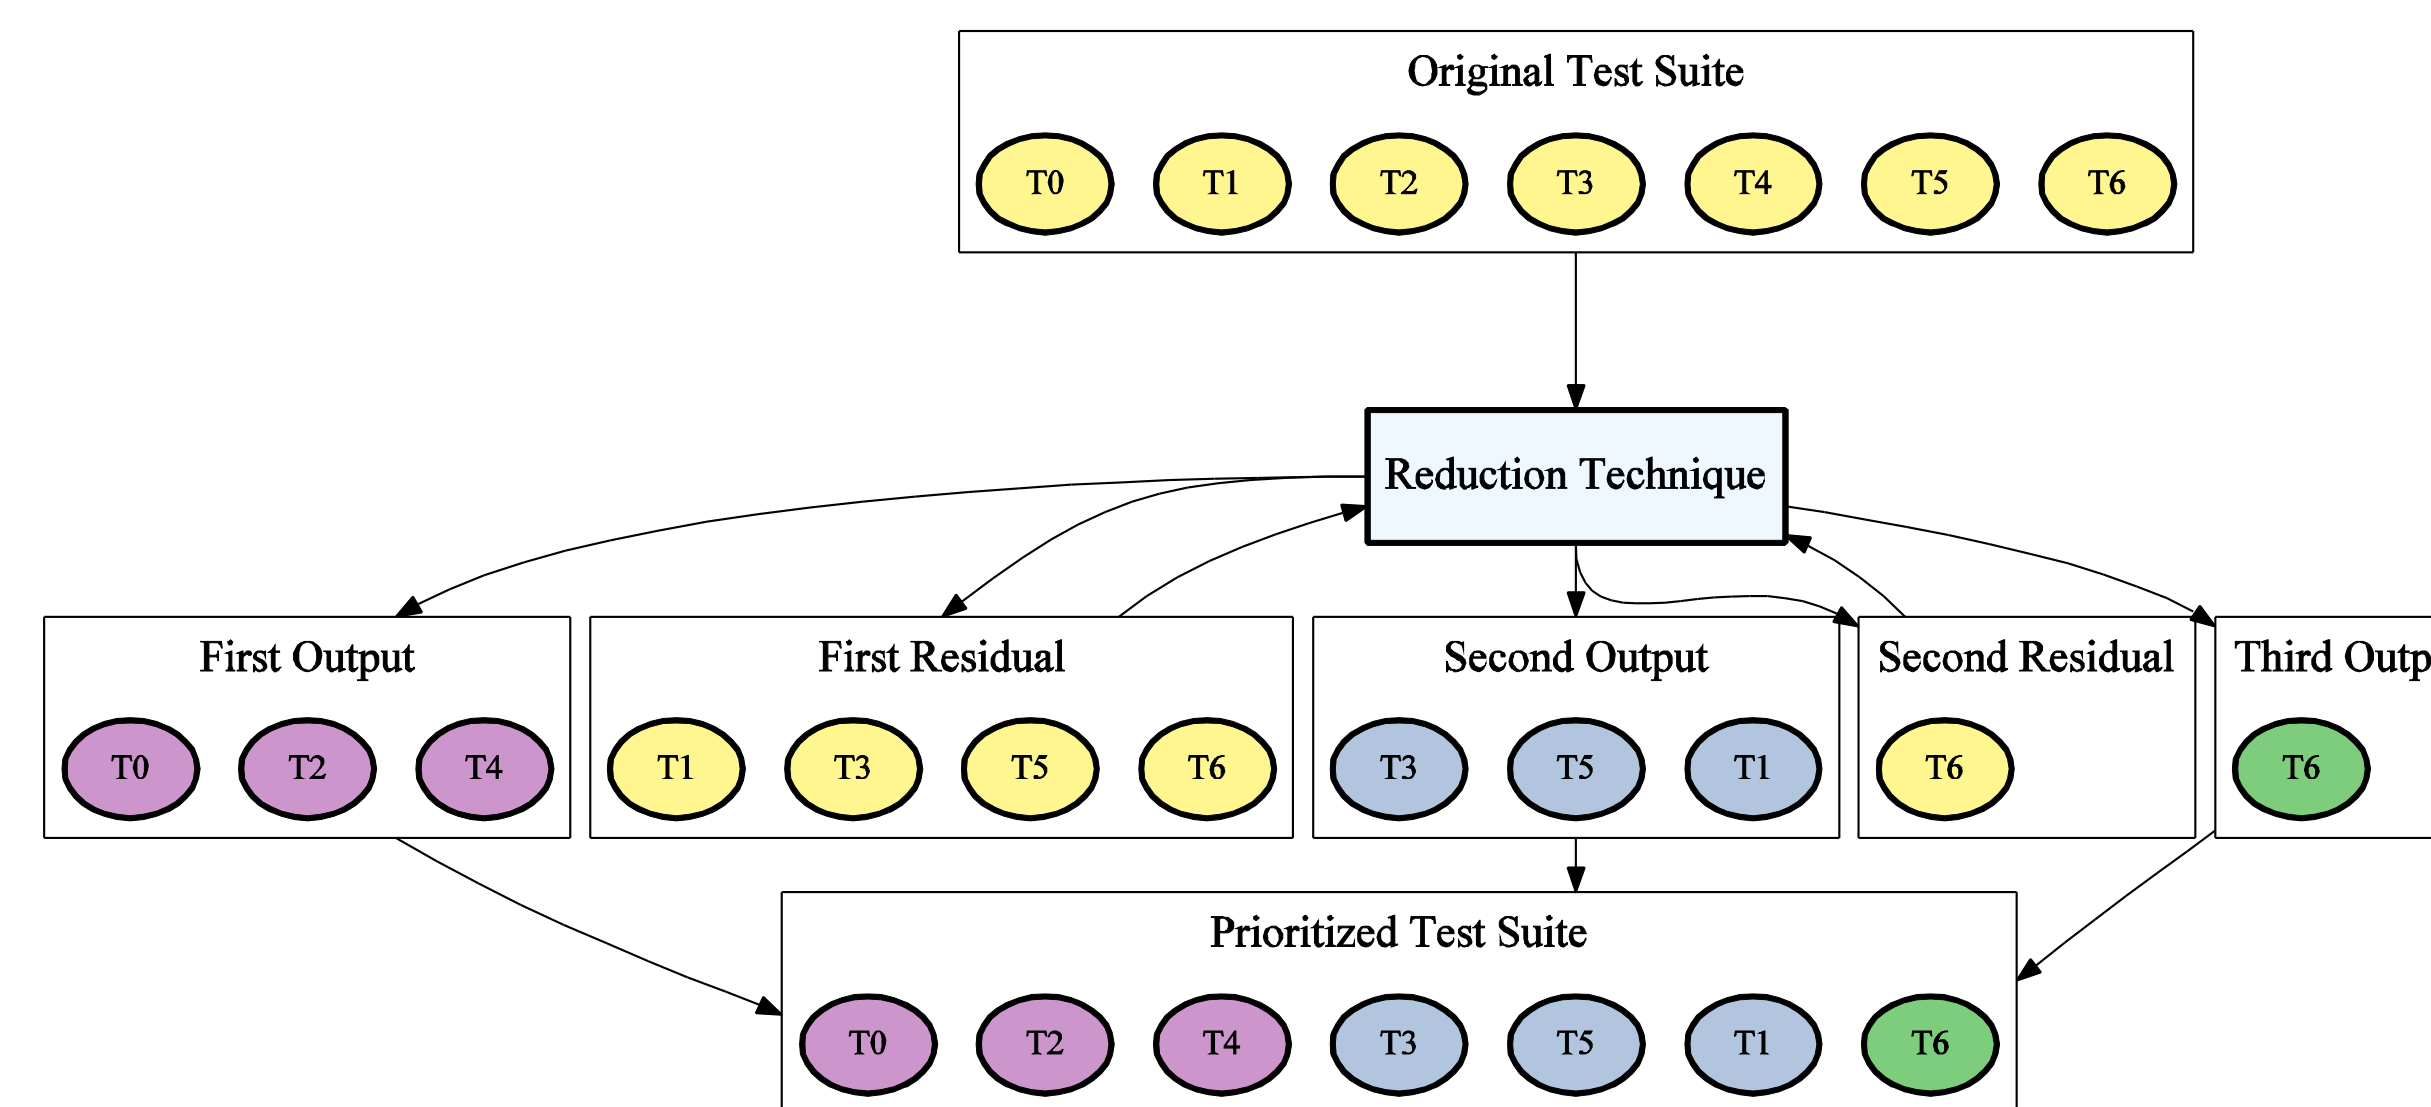 Original Test Suite
T0 T1 T2 T3 T4 T5 T6
Reduction Technique
First Output
T0 T2 T4
First Residual
T1 T3 T5 T6
Second Output
T3 T5 T1
Second Residual
T6
Third Outp
T6
Prioritized Test Suite
T0 T2 T4 T3 T5 T1 T6